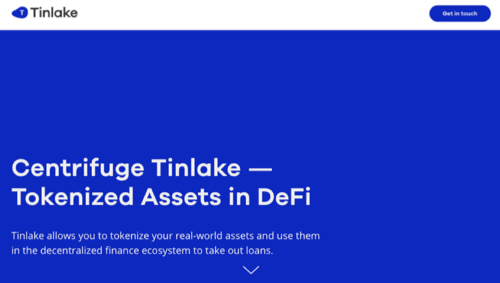 T Tinlake
Get in touch
Centrifuge Tinlake —
Tokenized Assets in DeFi
Tinlake allows you to tokenize your real-world assets and use them
in the decentralized finance ecosystem to take out loans.